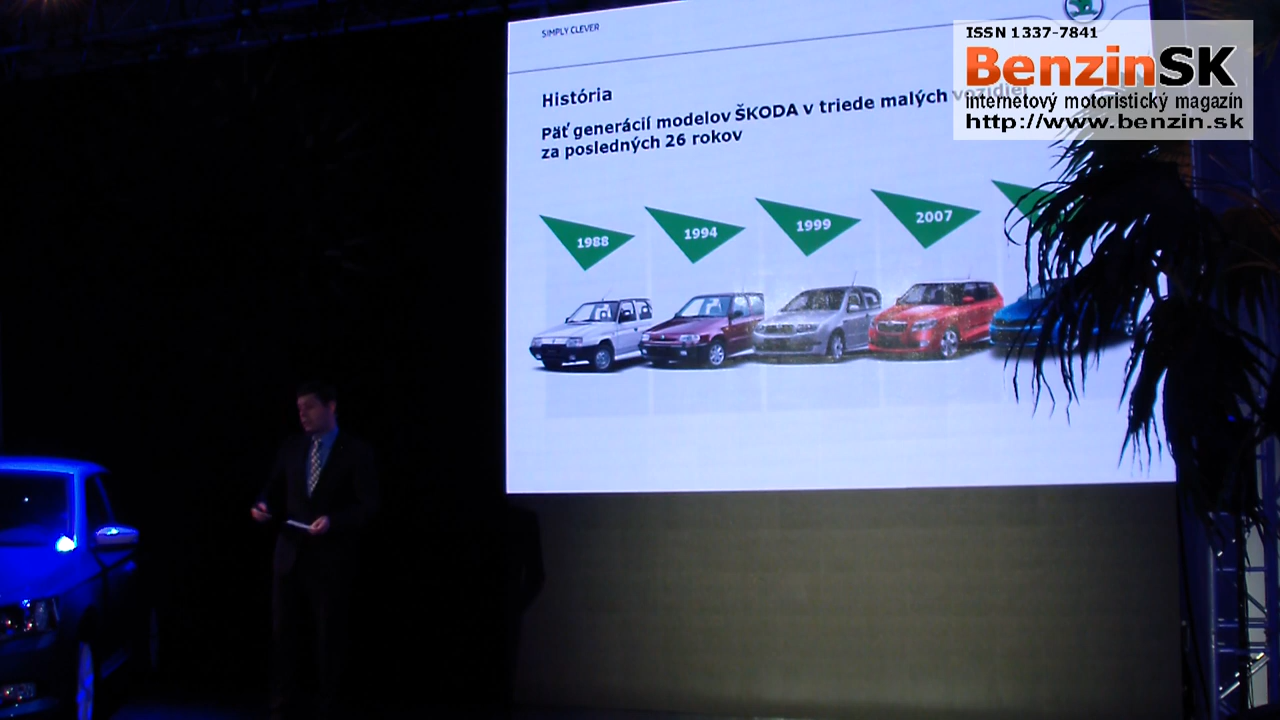 SIMPLY CLEVER
ISSN 1337-7841
BenzinSK
internetový motoristický magazín
http://www.benzin.sk
História
Päť generácií modelov ŠKODA v triede malých vozidiel
za posledných 26 rokov
1988
1994
1999
2007